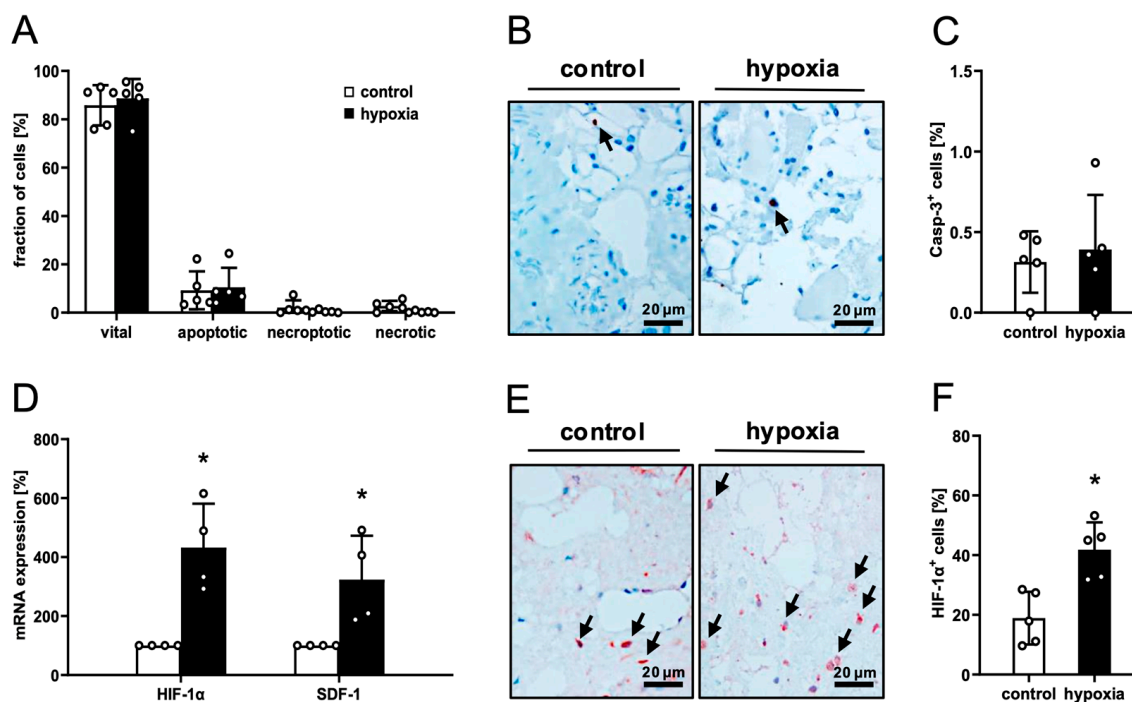 A
fraction of cells [%]
100
80
60
40
20
0
control
hypoxia
vital apoptotic necroptotic necrotic
B
control hypoxia
20 µm 20 µm
C
Casp-3+ cells [%]
1.5
1.0
0.5
0.0
control hypoxia
D
mRNA expression [%]
800
600
400
200
0
* *
HIF-1α SDF-1
E
control hypoxia
20 µm 20 µm
F
HIF-1α+ cells [%]
80
60
40
20
0
*
control hypoxia